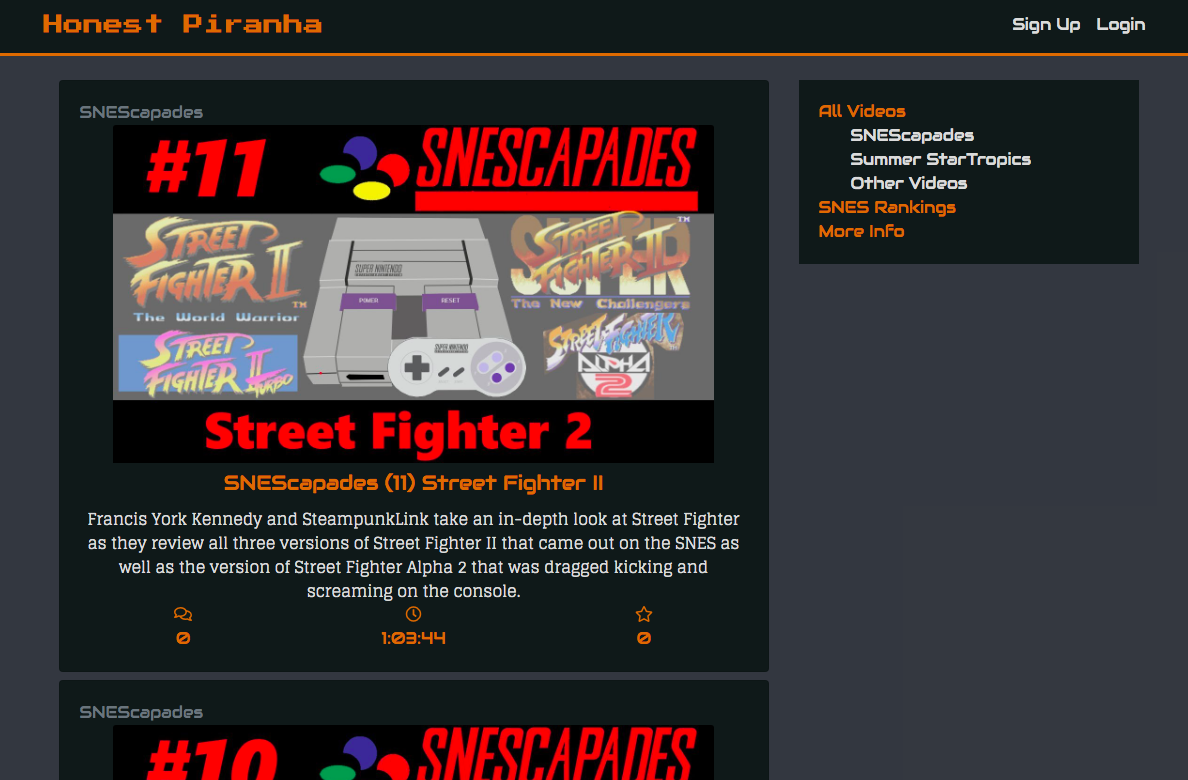 Honest Piranha
Sign Up Login
SNEScapades
#11
SNESCAPADES
STREET
FIGHTER II
TM
The World Warrior
STREET
FIGHTER II
TURBO
SUPER NINTENDO
POWER
RESET
SUPER NINTENDO
SUPER
STREET
FIGHTER II
TM
The New Challengers
STREET FIGHTER
ALPHA
2
Street Fighter 2
SNEScapades (11) Street Fighter II
Francis York Kennedy and SteampunkLink take an in-depth look at Street Fighter
as they review all three versions of Street Fighter II that came out on the SNES as
well as the version of Street Fighter Alpha 2 that was dragged kicking and
screaming on the console.
0
1:03:44
0
SNEScapades
#10
SNESCAPADES
All Videos
SNEScapades
Summer StarTropics
Other Videos
SNES Rankings
More Info